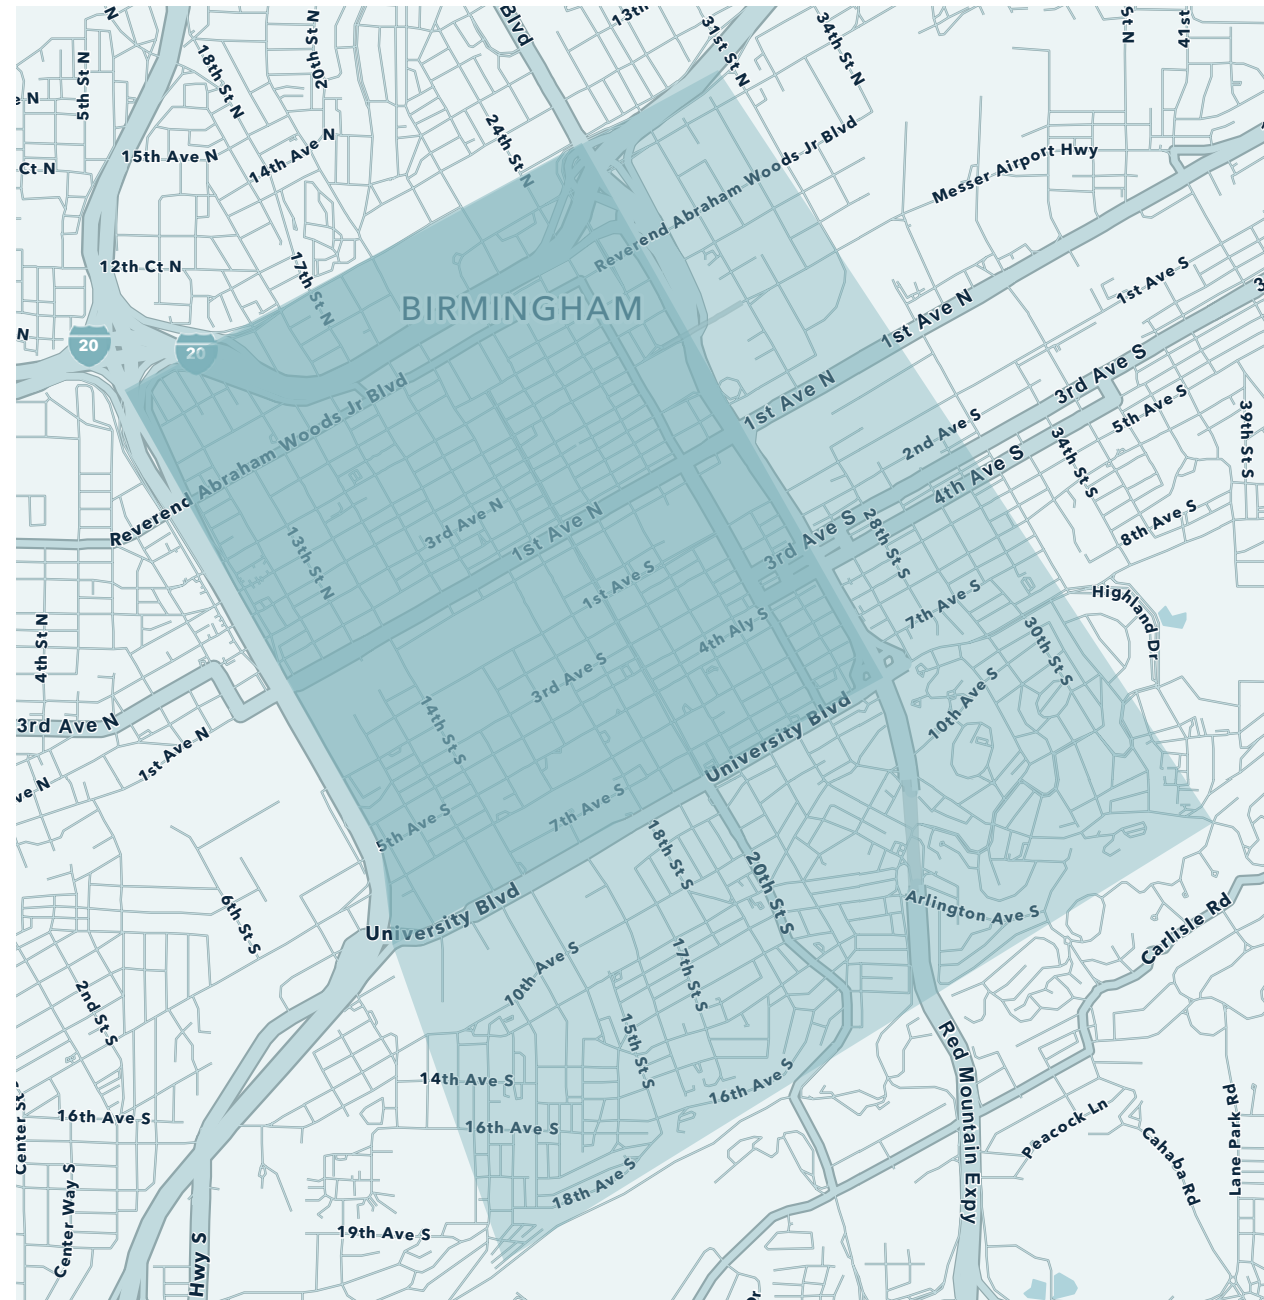 Blvd
13th
31st St N
34th St N
St N
41st
N
5th St N
18th St N
20th St N
e N
24th St N
15th Ave N
14th Ave N
Reverend Abraham Woods Jr Blvd
Messer Airport Hwy
Ct N
12th Ct N
17th St N
1st Ave S
BIRMINGHAM
1st Ave N
N
20
20
3rd Ave S
Reverend Abraham Woods Jr Blvd
1st Ave N
5th Ave S
2nd Ave S
39th St S
34th St S
4th Ave S
3rd Ave N
1st Ave N
8th Ave S
3rd Ave S
28th St S
13th St N
1st Ave S
7th Ave S
Highland Dr
4th St N
4th Aly S
30th St S
3rd Ave S
10th Ave S
3rd Ave N
1st Ave N
14th St S
University Blvd
ve N
5th Ave S
7th Ave S
18th St S
20th St S
University Blvd
6th St S
Arlington Ave S
Carlisle Rd
10th Ave S
17th St S
2nd St S
15th St S
Red Mountain Expy
14th Ave S
16th Ave S
16th Ave S
16th Ave S
Center St S
Peacock Ln
Cahaba Rd
Lane Park Rd
18th Ave S
Center Way S
19th Ave S
Hwy S